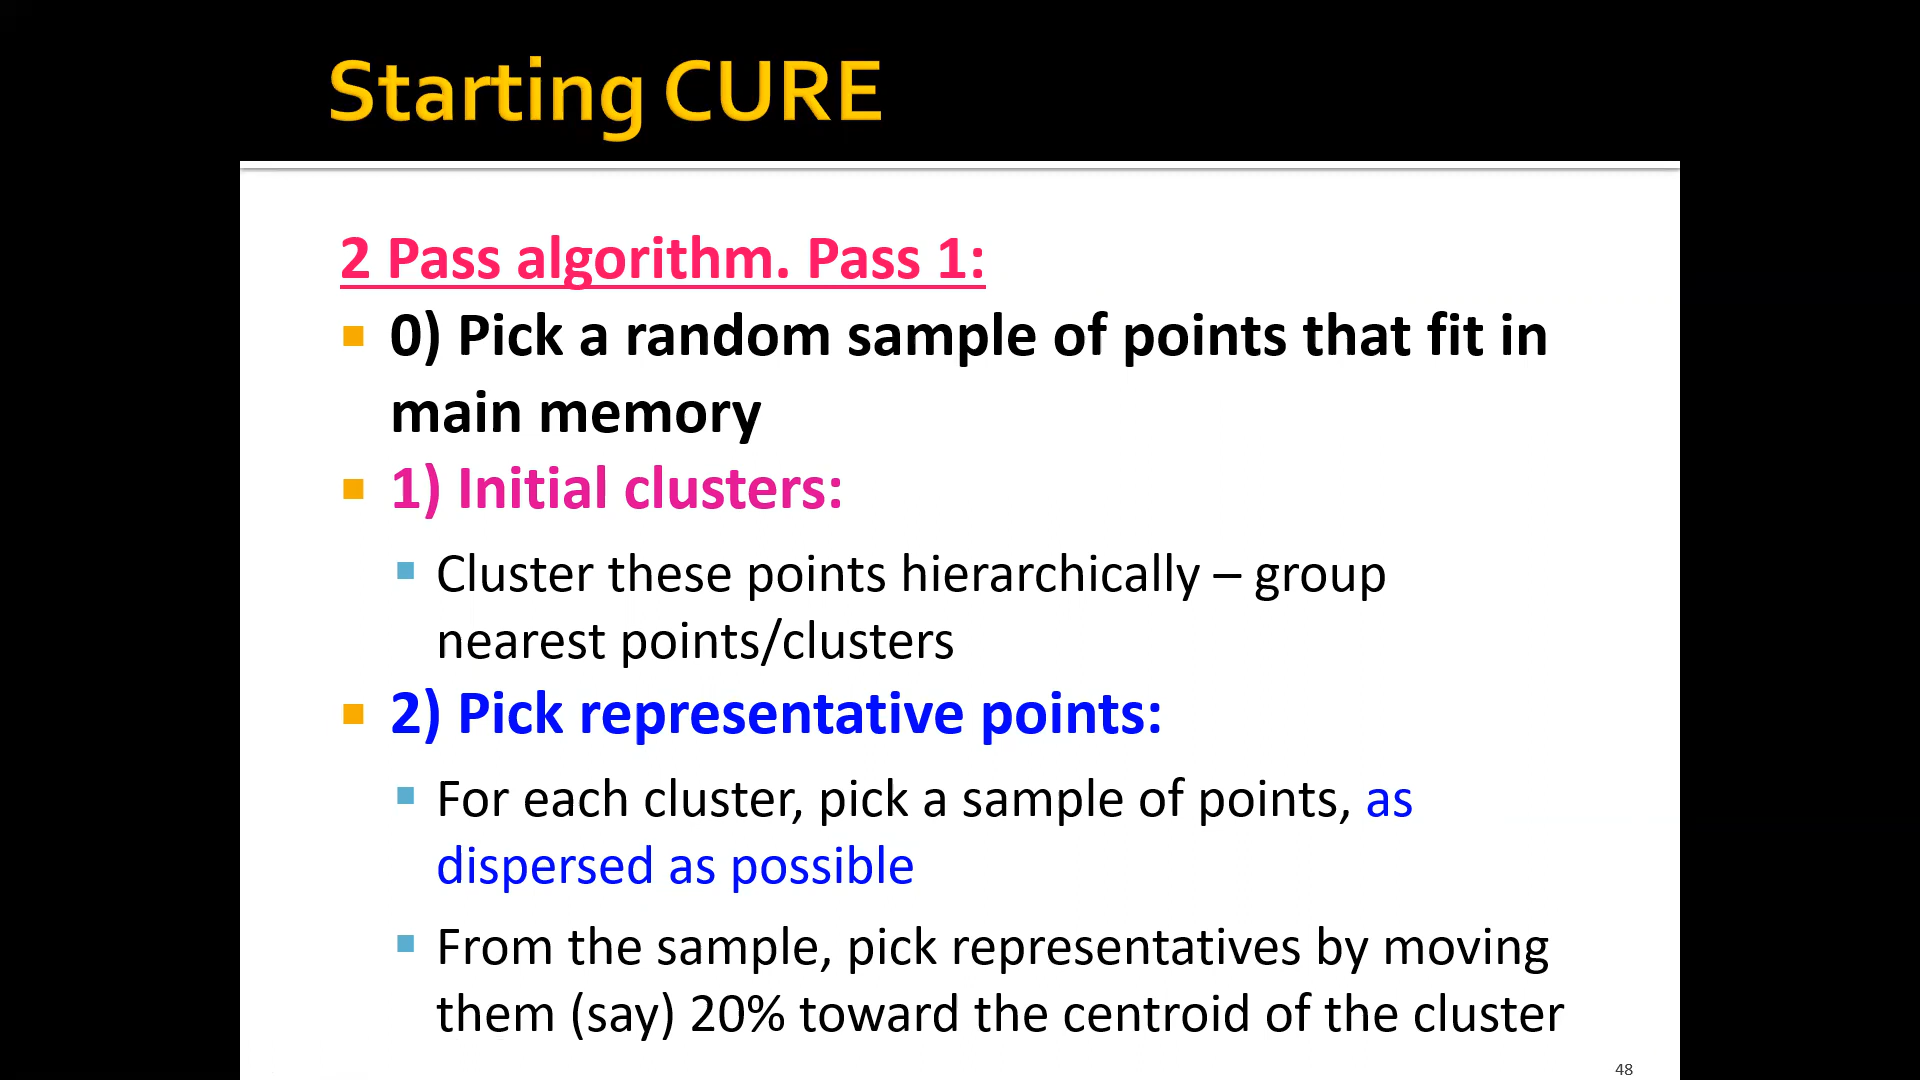 Starting CURE
2 Pass algorithm. Pass 1:
0) Pick a random sample of points that fit in
main memory
1) Initial clusters:
Cluster these points hierarchically – group
nearest points/clusters
2) Pick representative points:
For each cluster, pick a sample of points, as
dispersed as possible
From the sample, pick representatives by moving
them (say) 20% toward the centroid of the cluster
48